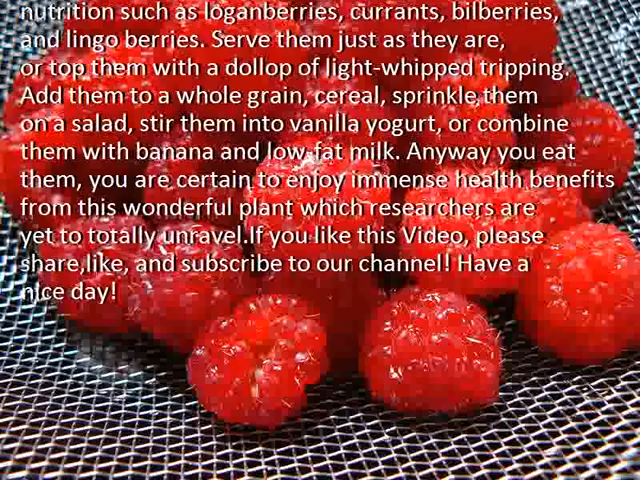 nutrition such as loganberries, currants, bilberries,
and lingo berries. Serve them just as they are,
or top them with a dollop of light-whipped tripping.
Add them to a whole grain, cereal, sprinkle them
on a salad, stir them into vanilla yogurt, or combine
them with banana and low-fat milk. Anyway you eat
them, you are certain to enjoy immense health benefits
from this wonderful plant which researchers are
yet to totally unravel.If you like this Video, please
share,like, and subscribe to our channel! Have a
nice day!